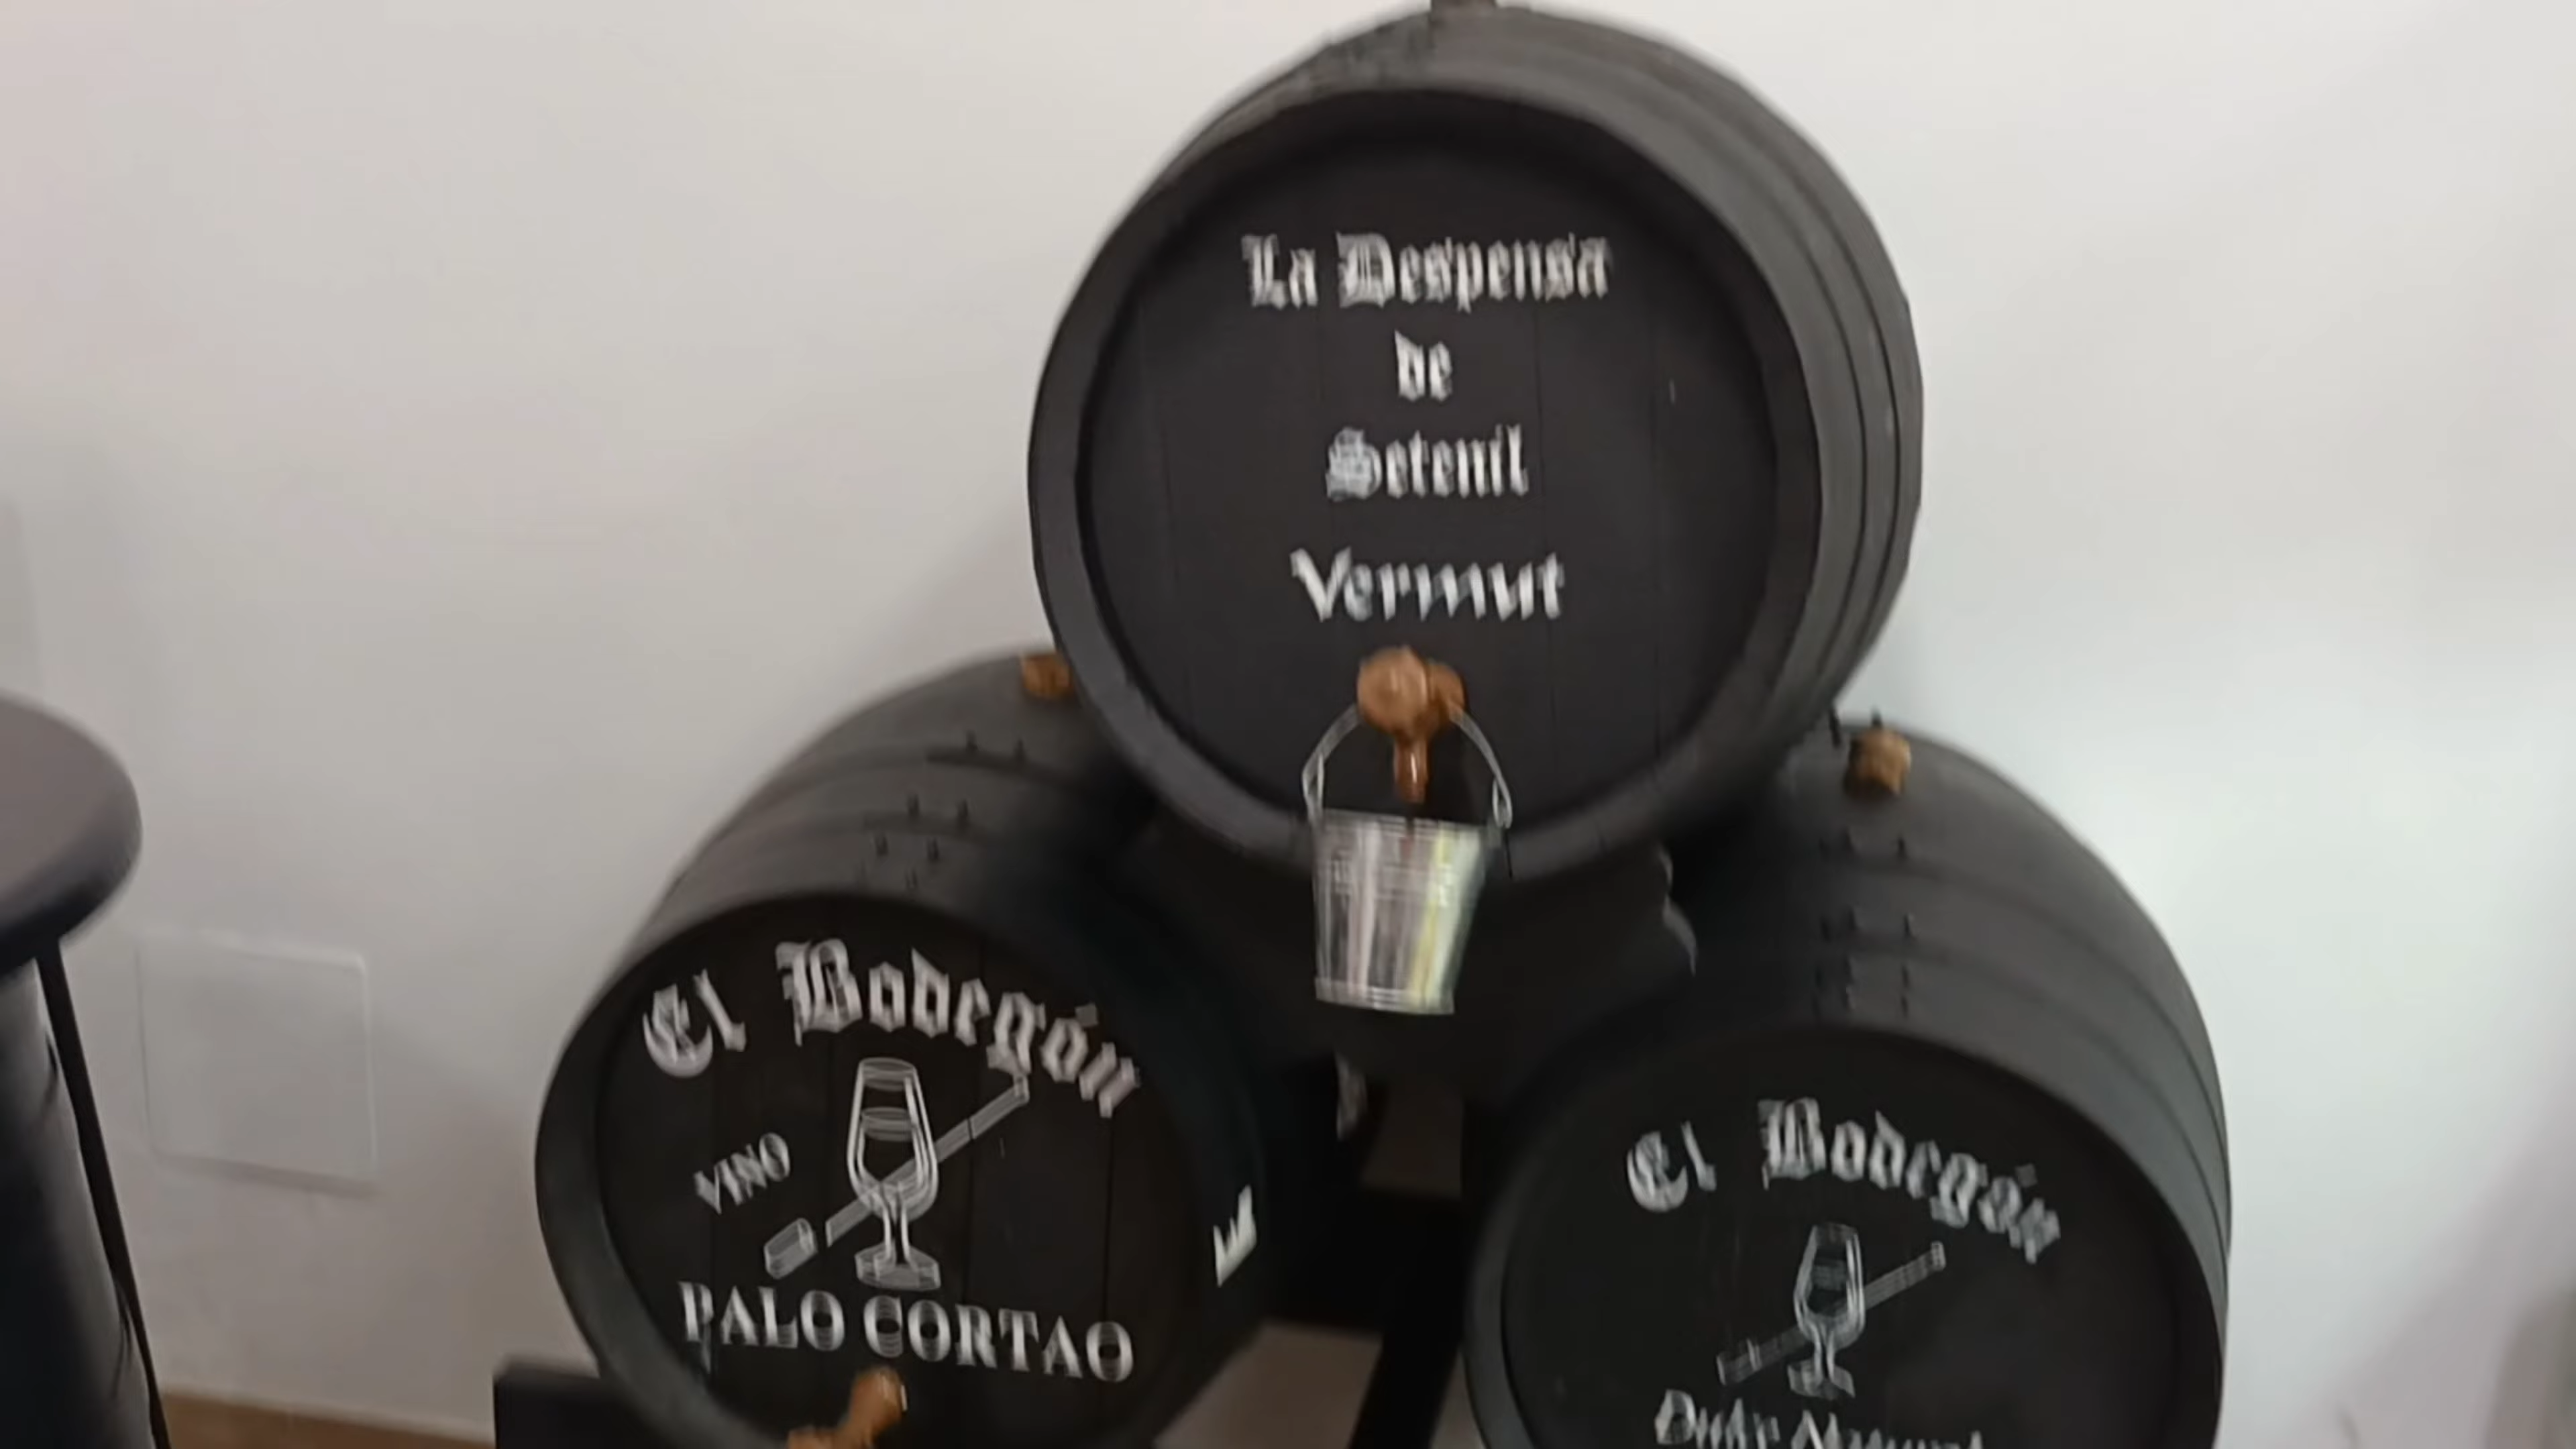 La Despensa
de
Setenil
Vermut
El Bodegón
VINO
PALO CORTAO
El Bodegón